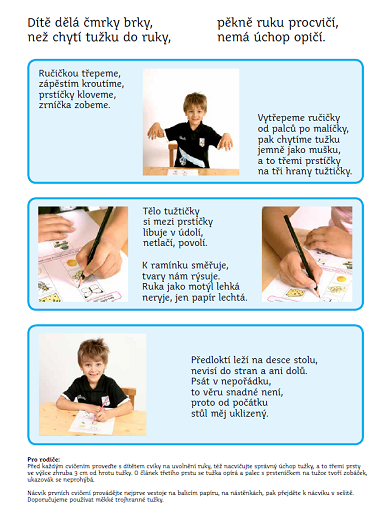 Dítě dělá čmrky brky,
než chytí tužku do ruky,
pěkně ruku procvičí,
nemá úchop opičí.
Ručičkou třepeme,
zápěstím kroutíme,
prstíčky kloveme,
zrníčka zobeme.
Vytřepeme ručičky
od palců po malíčky,
pak chytíme tužku
jemně jako mušku,
a to třemi prstíčky
na tři hrany tužtičky.
Tělo tužtičky
si mezi prstíčky
libuje v údolí,
netlačí, povolí.
K ramínku směřuje,
tvary nám rýsuje.
Ruka jako motýl lehká
neryje, jen papír lechtá.
Předloktí leží na desce stolu,
nevisí do stran a ani dolů.
Psát v nepořádku,
to věru snadné není,
proto od počátku
stůl měj uklizený.
Pro rodiče:
Před každým cvičením proveďte s dítětem cviky na uvolnění ruky, též nacvičujte správný úchop tužky, a to třemi prsty
ve výšce zhruba 3 cm od hrotu tužky. O článek třetího prstu se tužka opírá a palec s prsteníčkem na tužce tvoří zobáček,
ukazovák se neprohýbá.
Nácvik prvních cvičení provádějte nejprve vestoje na balicím papíru, na nástěnkách, pak přejděte k nácviku v sešitě.
Doporučujeme používat měkké trojhranné tužky.